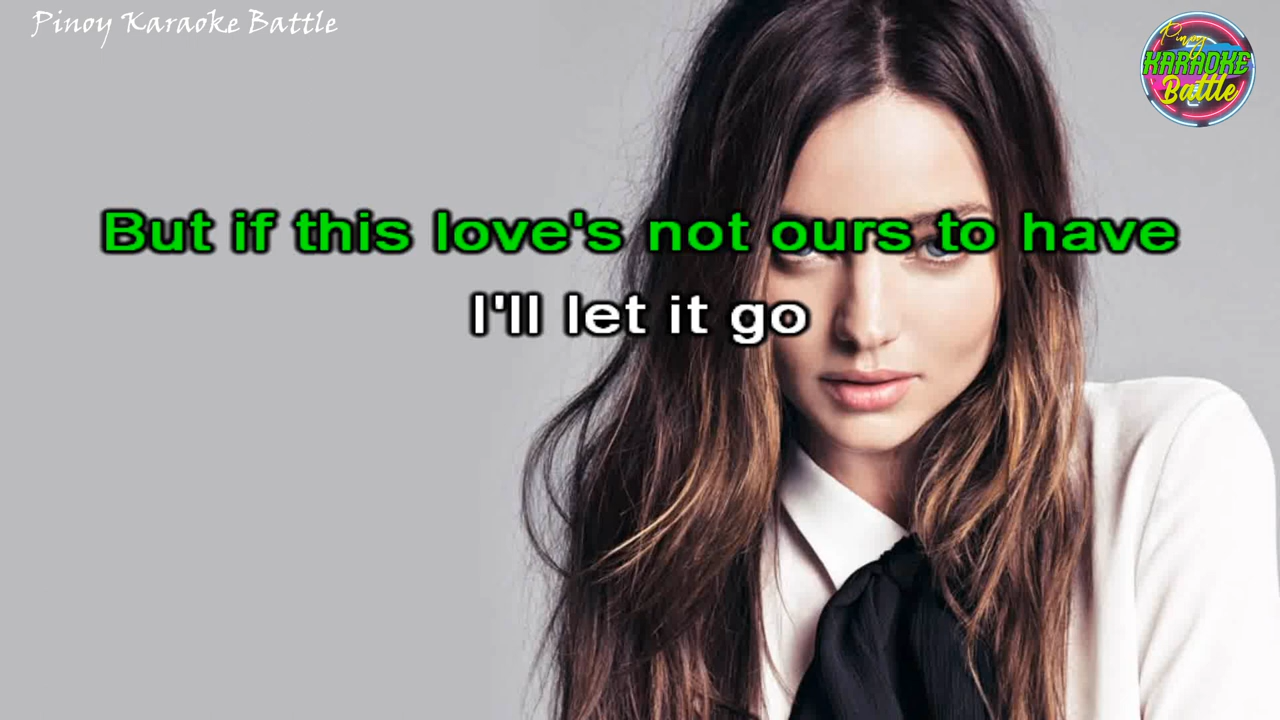 Pinoy Karaoke Battle
Pinoy
KARAOKE
Battle
But if this love's not ours to have
I'll let it go